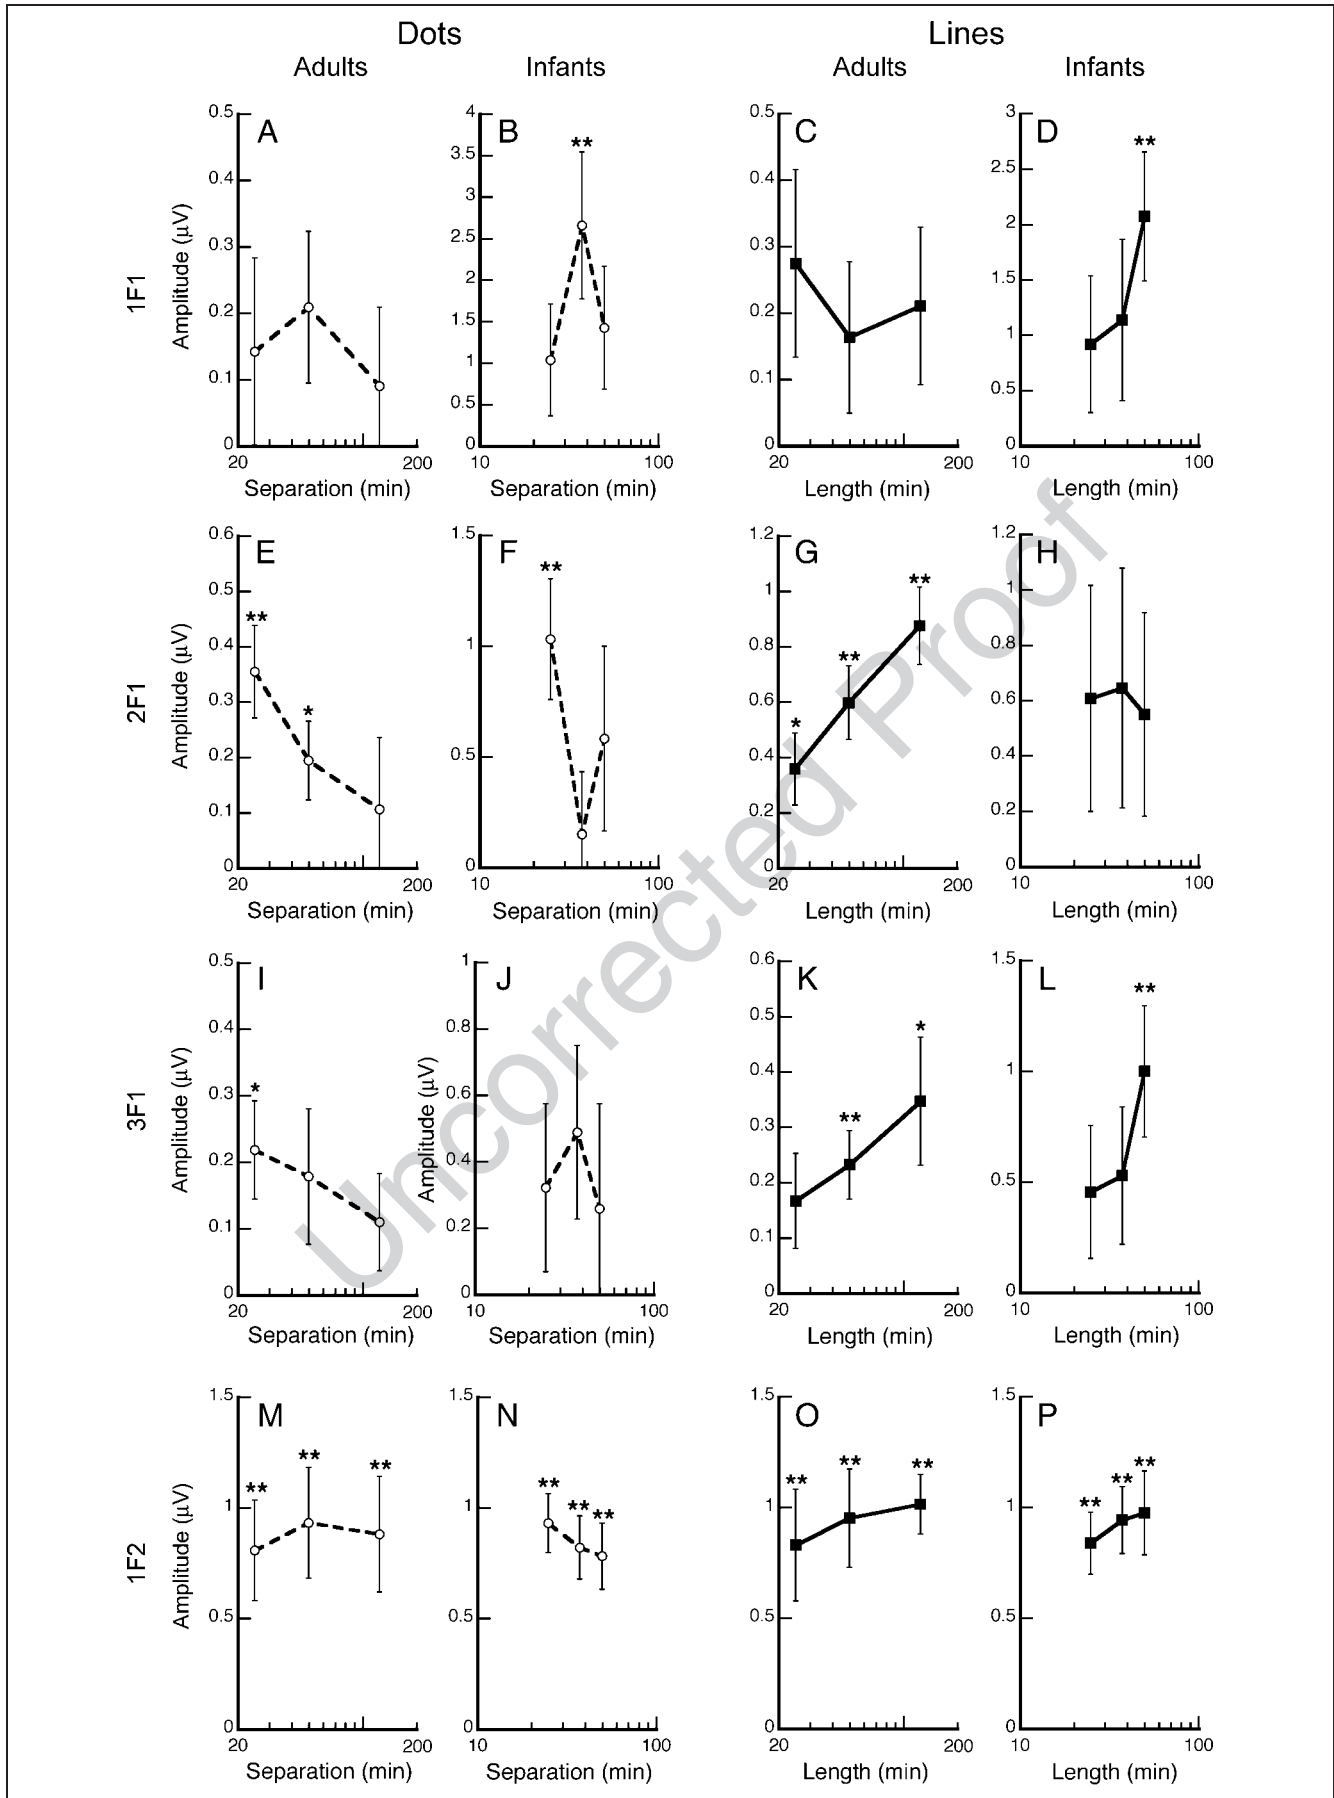 Dots Lines
Adults Infants Adults Infants
1F1
A
Amplitude (µV)
0.5
0.4
0.3
0.2
0.1
0
20 200
Separation (min)
B
**
4
3.5
3
2.5
2
1.5
1
0.5
0
10 100
Separation (min)
C
0.5
0.4
0.3
0.2
0.1
0
20 200
Length (min)
D
**
3
2.5
2
1.5
1
0.5
0
10 100
Length (min)
2F1
E
Amplitude (µV)
0.6
0.5
**
0.4
0.3
*
0.2
0.1
0
20 200
Separation (min)
F
1.5
**
1
0.5
0
10 100
Separation (min)
G
1.2
**
1
0.8
**
0.6
*
0.4
0.2
0
20 200
Length (min)
H
1.2
1
0.8
0.6
0.4
0.2
0
10 100
Length (min)
3F1
I
Amplitude (µV)
0.5
0.4
0.3
*
0.2
0.1
0
20 200
Separation (min)
J
Amplitude (µV)
1
0.8
0.6
0.4
0.2
0
10 100
Separation (min)
K
0.6
0.5
*
0.4
**
0.3
0.2
0.1
0
20 200
Length (min)
L
1.5
**
1
0.5
0
10 100
Length (min)
1F2
M
Amplitude (µV)
1.5
** ** **
1
0.5
0
20 200
Separation (min)
N
1.5
** ** **
1
0.5
0
10 100
Separation (min)
O
1.5
** ** **
1
0.5
0
20 200
Length (min)
P
1.5
** ** **
1
0.5
0
10 100
Length (min)
Uncorrected Proof